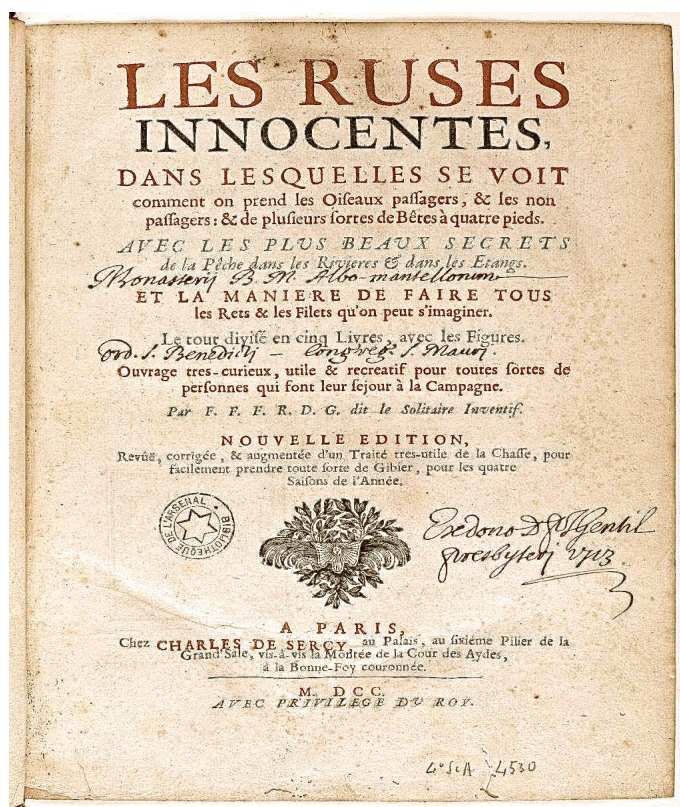 LES RUSES
INNOCENTES,
DANS LESQUELLES SE VOIT
comment on prend les Oiſeaux paſſagers, & les non
paſſagers : & de pluſieurs ſortes de Bêtes à quatre pieds.
AVEC LES PLUS BEAUX SECRETS
de la Pêche dans les Rivieres & dans les Etangs.
Monasterij B. M. Albo-mantellorum
ET LA MANIERE DE FAIRE TOUS
les Rets & les Filets qu'on peut s'imaginer.
Le tout diviſé en cinq Livres, avec les Figures.
ord. S. Benedicti - Congreg. S. Mauri.
Ouvrage tres-curieux, utile & recreatif pour toutes ſortes de
perſonnes qui font leur ſejour à la Campagne.
Par F. F. F. R. D. G. dit le Solitaire Inventif.
NOUVELLE EDITION,
Revûë, corrigée, & augmentée d'un Traité tres-utile de la Chaſſe, pour
facilement prendre toute ſorte de Gibier, pour les quatre
Saiſons de l'Année.
BIBLIOTHEQUE DE L'ARSENAL
Ex dono D. Gentil
presbyteri 1713
A PARIS,
Chez CHARLES DE SERCY, au Palais, au ſixiéme Pilier de la
Grand'Sale, vis-à-vis la Montée de la Cour des Aydes,
à la Bonne-Foy couronnée.
M. DCC.
AVEC PRIVILEGE DU ROY.
4° Sc A 4530